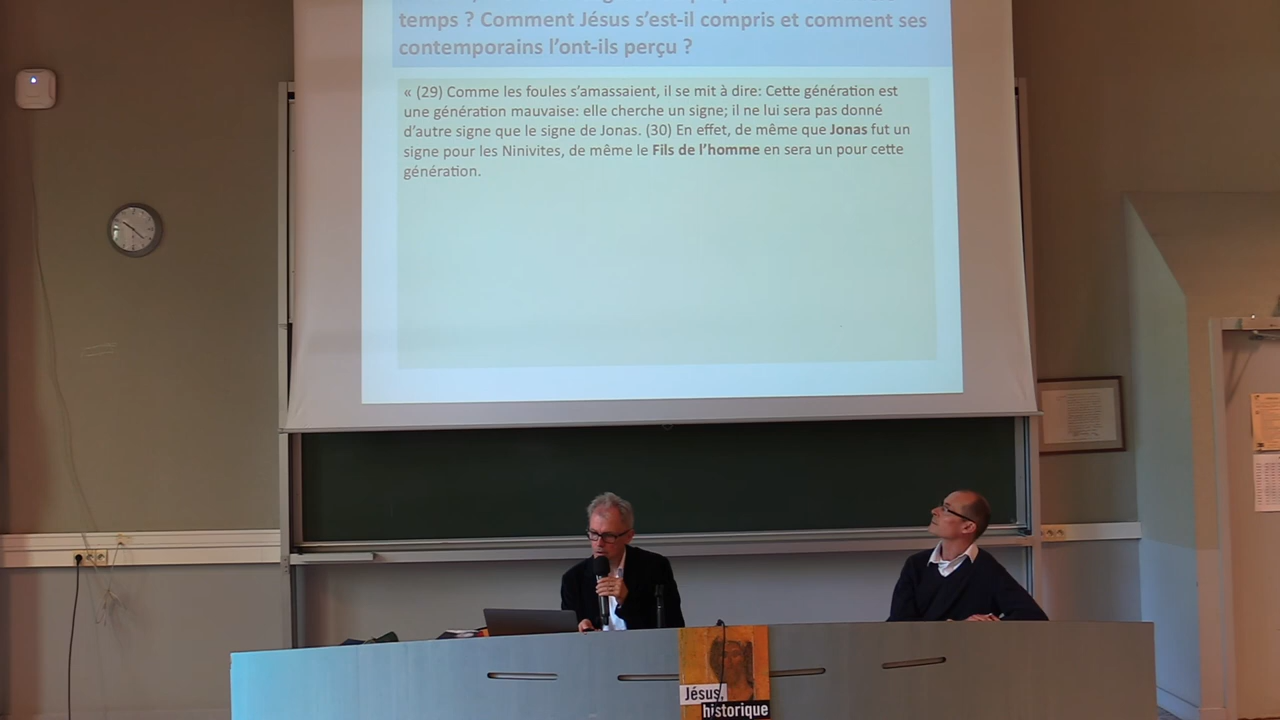 temps ? Comment Jésus s’est-il compris et comment ses
contemporains l’ont-ils perçu ?
« (29) Comme les foules s’amassaient, il se mit à dire: Cette génération est
une génération mauvaise: elle cherche un signe; il ne lui sera pas donné
d’autre signe que le signe de Jonas. (30) En effet, de même que Jonas fut un
signe pour les Ninivites, de même le Fils de l’homme en sera un pour cette
génération.
Jésus,
historique